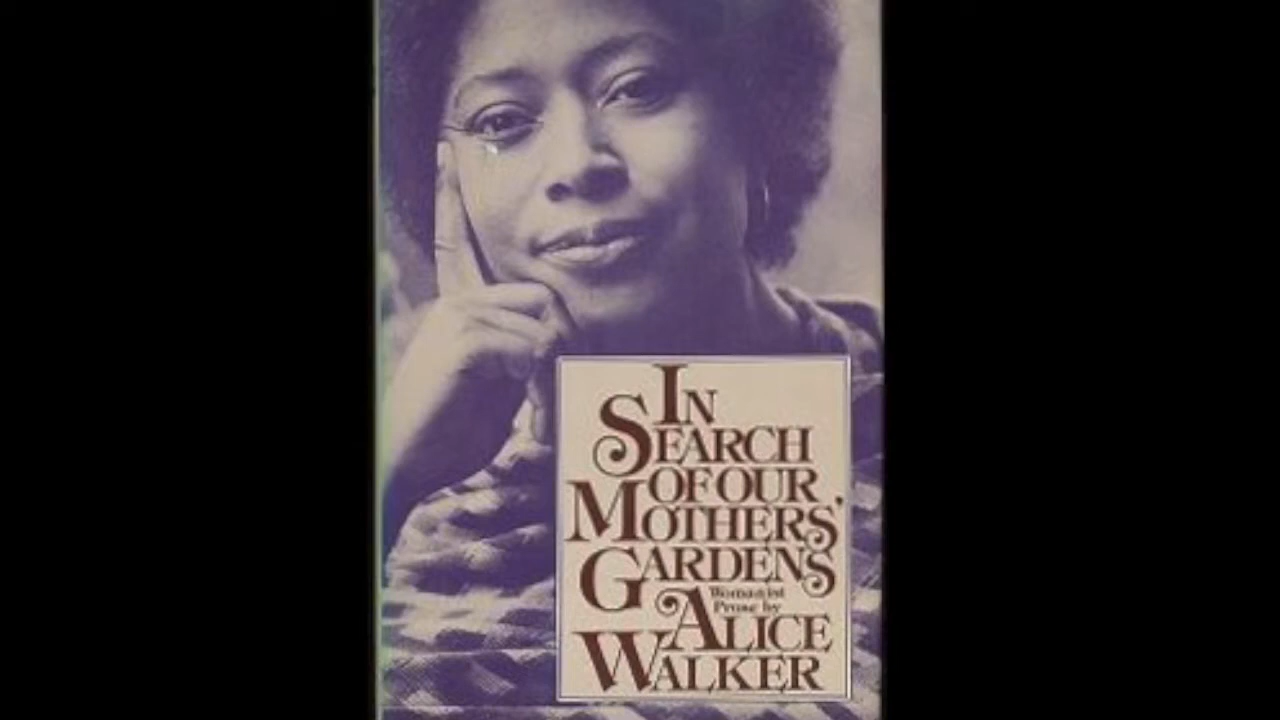 IN
SEARCH
OF OUR
MOTHERS'
GARDENS
Womanist
Prose by
ALICE
WALKER